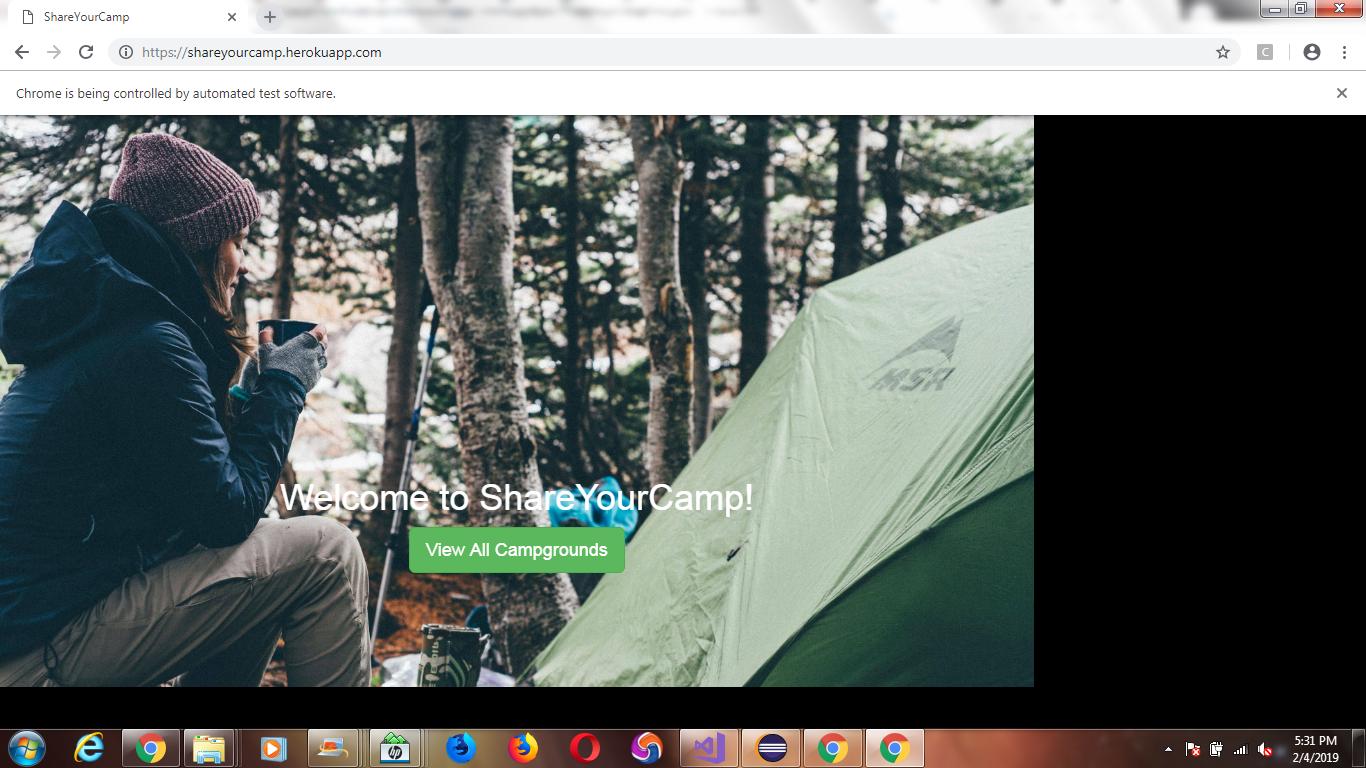 ShareYourCamp
https://shareyourcamp.herokuapp.com
C
Chrome is being controlled by automated test software.
MSR
Welcome to ShareYourCamp!
View All Campgrounds
hp
5:31 PM
2/4/2019